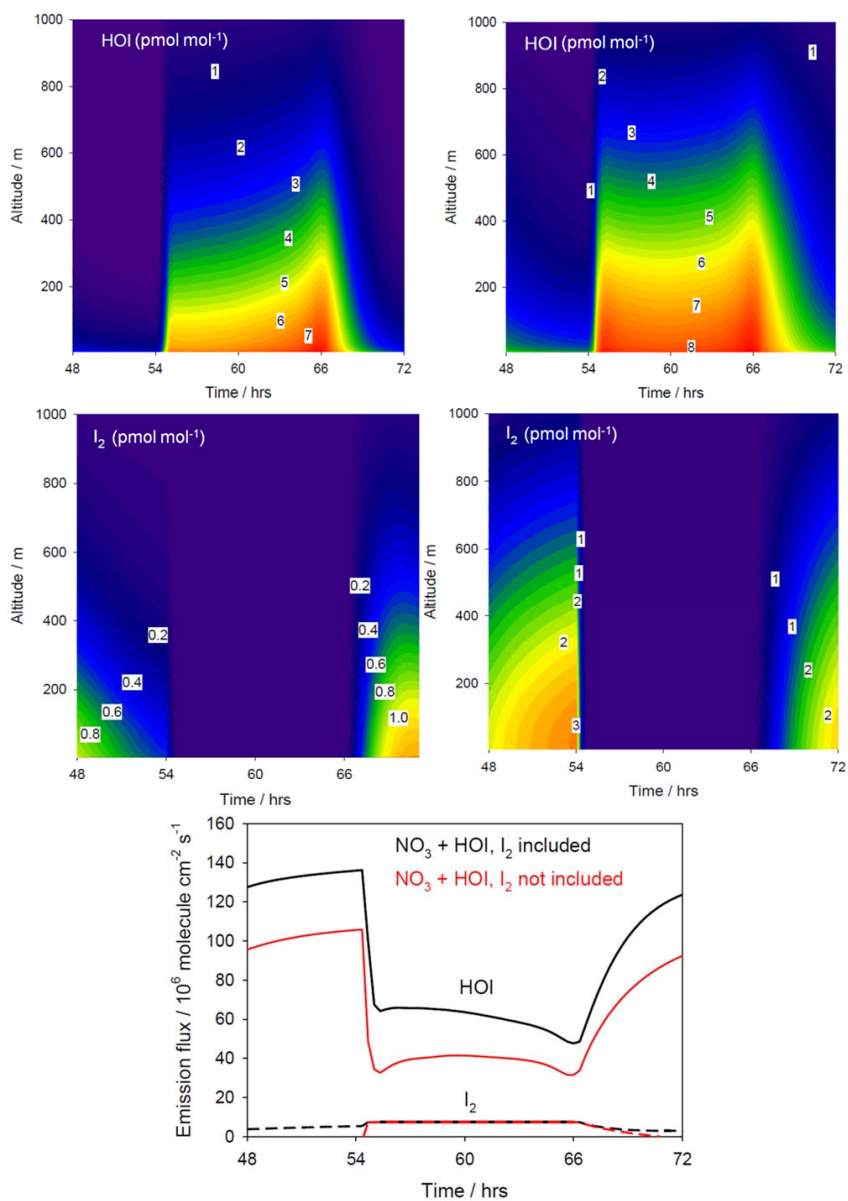 HOI (pmol mol⁻¹)
1000
800
600
400
200
Altitude / m
1
2
3
4
5
6
7
48 54 60 66 72
Time / hrs
HOI (pmol mol⁻¹)
1000
800
600
400
200
Altitude / m
1
2
3
1
4
5
6
7
8
48 54 60 66 72
Time / hrs
I₂ (pmol mol⁻¹)
1000
800
600
400
200
Altitude / m
0.2
0.4
0.6
0.8
0.2
0.4
0.6
0.8
1.0
48 54 60 66
Time / hrs
I₂ (pmol mol⁻¹)
1000
800
600
400
200
Altitude / m
1
1
2
2
3
1
1
2
2
48 54 60 66 72
Time / hrs
Emission flux / 10⁶ molecule cm⁻² s⁻¹
160
140
120
100
80
60
40
20
0
NO₃ + HOI, I₂ included
NO₃ + HOI, I₂ not included
HOI
I₂
48 54 60 66 72
Time / hrs